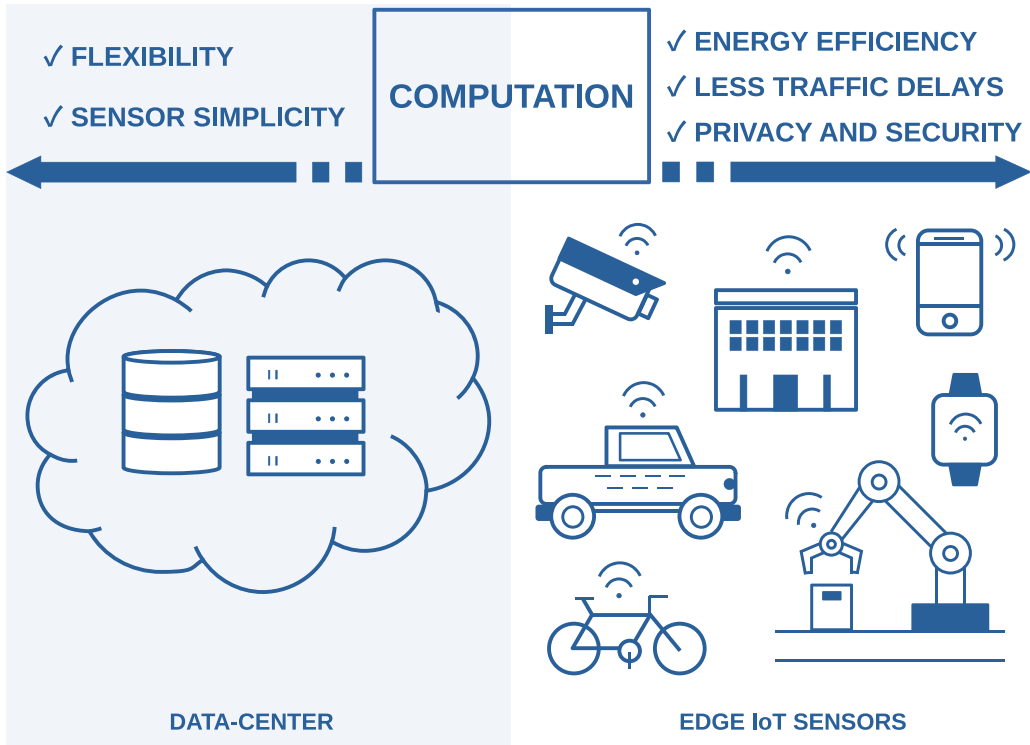 ✓ FLEXIBILITY
✓ SENSOR SIMPLICITY
COMPUTATION
✓ ENERGY EFFICIENCY
✓ LESS TRAFFIC DELAYS
✓ PRIVACY AND SECURITY
DATA-CENTER
EDGE IoT SENSORS